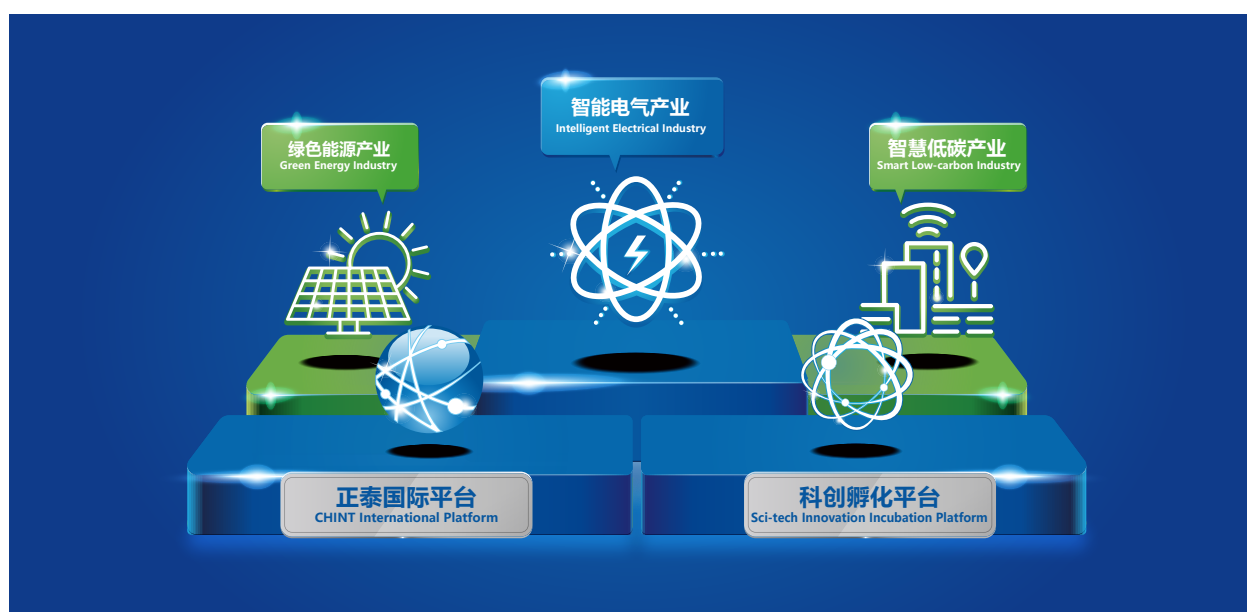 智能电气产业
Intelligent Electrical Industry
绿色能源产业
Green Energy Industry
智慧低碳产业
Smart Low-carbon Industry
正泰国际平台
CHINT International Platform
科创孵化平台
Sci-tech Innovation Incubation Platform